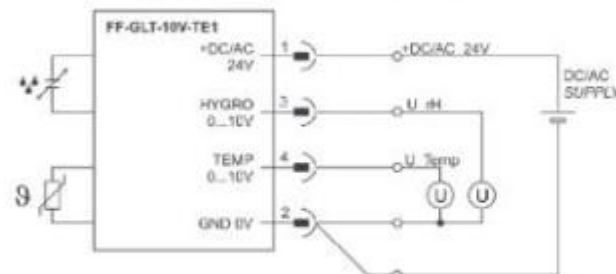 FF-GLT-10V-TE1
+DC/AC 24V
1
+DC/AC 24V
DC/AC SUPPLY
HYGRO 0...10V
3
U rH
TEMP 0...10V
4
U Temp
ϑ
U
U
GND 0V
2